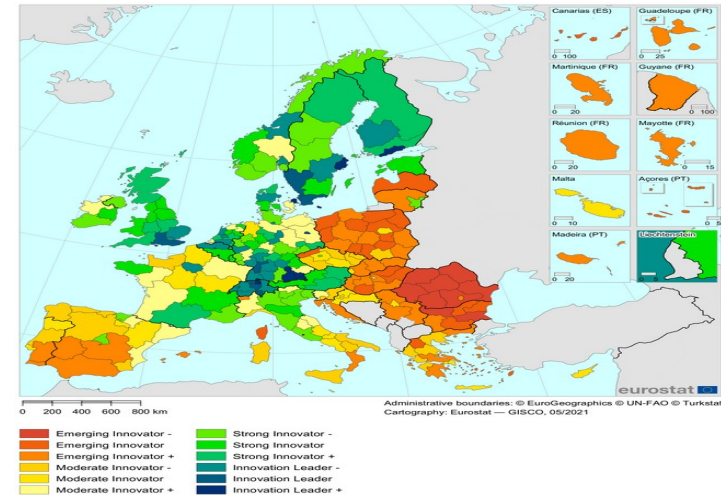 Canarias (ES)
0 100
Guadeloupe (FR)
0 25
Martinique (FR)
0 20
Guyane (FR)
0 100
Réunion (FR)
0 20
Mayotte (FR)
0 15
Malta
0 10
Açores (PT)
0 5
Madeira (PT)
0 20
Liechtenstein
eurostat
0 200 400 600 800 km
Administrative boundaries: © EuroGeographics © UN-FAO © Turkstat
Cartography: Eurostat — GISCO, 05/2021
Emerging Innovator -
Emerging Innovator
Emerging Innovator +
Moderate Innovator -
Moderate Innovator
Moderate Innovator +
Strong Innovator -
Strong Innovator
Strong Innovator +
Innovation Leader -
Innovation Leader
Innovation Leader +